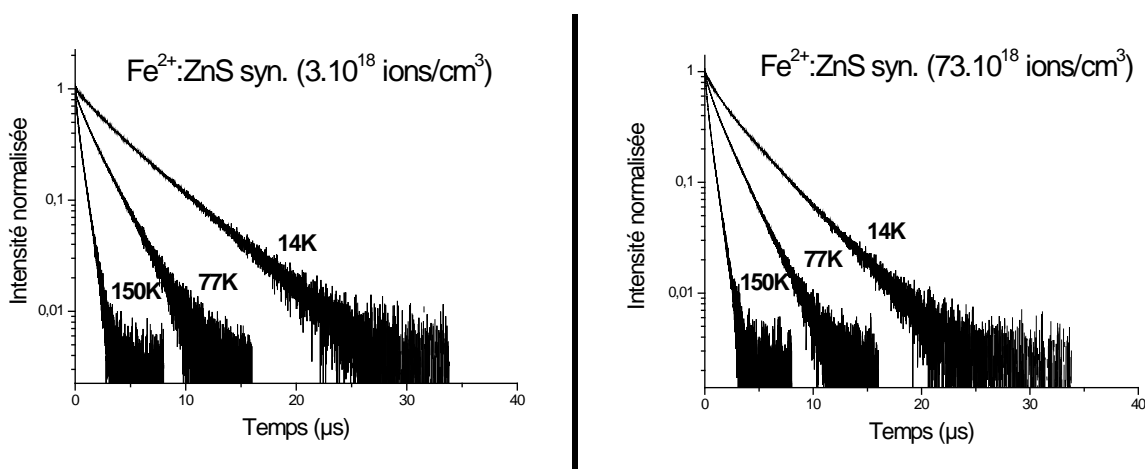 Fe²⁺:ZnS syn. (3.10¹⁸ ions/cm³)
Intensité normalisée
1
0,1
0,01
14K
77K
150K
0
10
20
30
40
Temps (µs)
Fe²⁺:ZnS syn. (73.10¹⁸ ions/cm³)
Intensité normalisée
1
0,1
0,01
14K
77K
150K
0
10
20
30
40
Temps (µs)